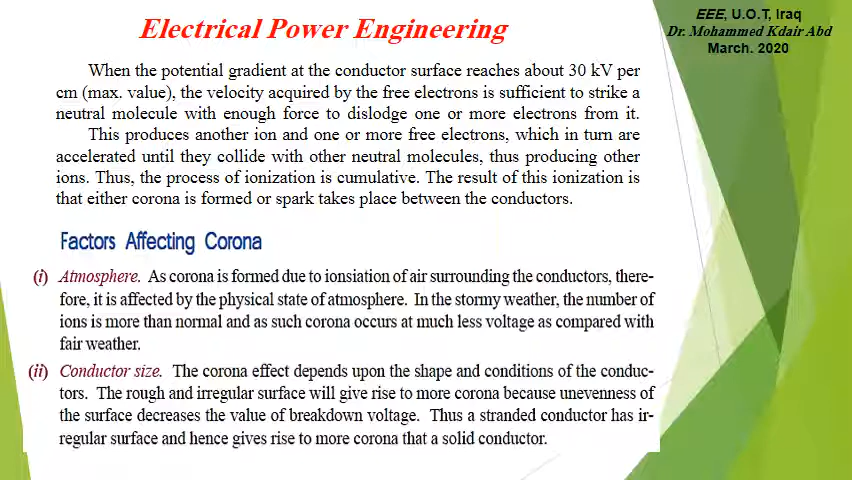 Electrical Power Engineering
EEE, U.O.T, Iraq
Dr. Mohammed Kdair Abd
March. 2020
When the potential gradient at the conductor surface reaches about 30 kV per
cm (max. value), the velocity acquired by the free electrons is sufficient to strike a
neutral molecule with enough force to dislodge one or more electrons from it.
This produces another ion and one or more free electrons, which in turn are
accelerated until they collide with other neutral molecules, thus producing other
ions. Thus, the process of ionization is cumulative. The result of this ionization is
that either corona is formed or spark takes place between the conductors.
Factors Affecting Corona
(i) Atmosphere. As corona is formed due to ionsiation of air surrounding the conductors, there-
fore, it is affected by the physical state of atmosphere. In the stormy weather, the number of
ions is more than normal and as such corona occurs at much less voltage as compared with
fair weather.
(ii) Conductor size. The corona effect depends upon the shape and conditions of the conduc-
tors. The rough and irregular surface will give rise to more corona because unevenness of
the surface decreases the value of breakdown voltage. Thus a stranded conductor has ir-
regular surface and hence gives rise to more corona that a solid conductor.